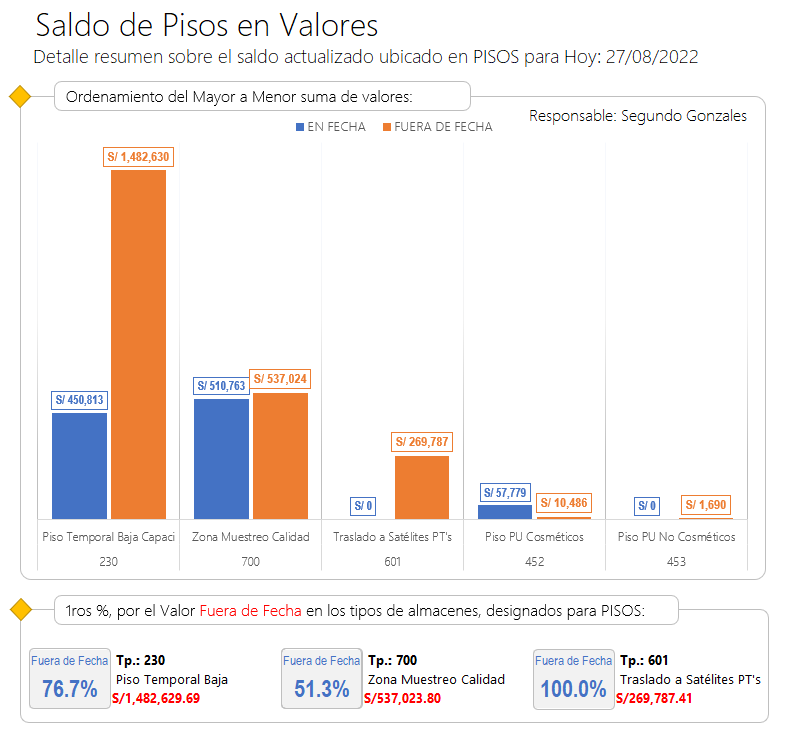 Saldo de Pisos en Valores
Detalle resumen sobre el saldo actualizado ubicado en PISOS para Hoy: 27/08/2022
Ordenamiento del Mayor a Menor suma de valores:
Responsable: Segundo Gonzales
EN FECHA FUERA DE FECHA
S/ 1,482,630
S/ 450,813
S/ 510,763
S/ 537,024
S/ 0
S/ 269,787
S/ 57,779
S/ 10,486
S/ 0
S/ 1,690
Piso Temporal Baja Capaci
Zona Muestreo Calidad
Traslado a Satélites PT's
Piso PU Cosméticos
Piso PU No Cosméticos
230
700
601
452
453
1ros %, por el Valor Fuera de Fecha en los tipos de almacenes, designados para PISOS:
Fuera de Fecha
76.7%
Tp.: 230
Piso Temporal Baja
S/1,482,629.69
Fuera de Fecha
51.3%
Tp.: 700
Zona Muestreo Calidad
S/537,023.80
Fuera de Fecha
100.0%
Tp.: 601
Traslado a Satélites PT's
S/269,787.41